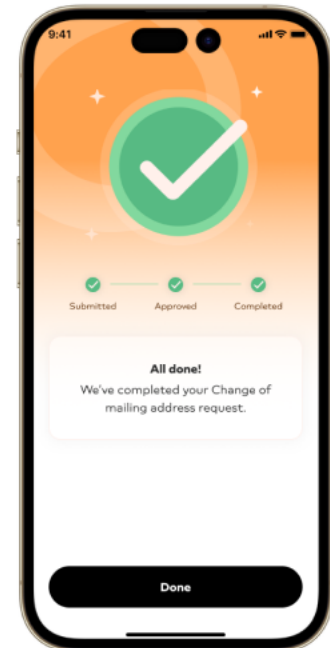 9:41
Submitted
Approved
Completed
All done!
We've completed your Change of
mailing address request.
Done